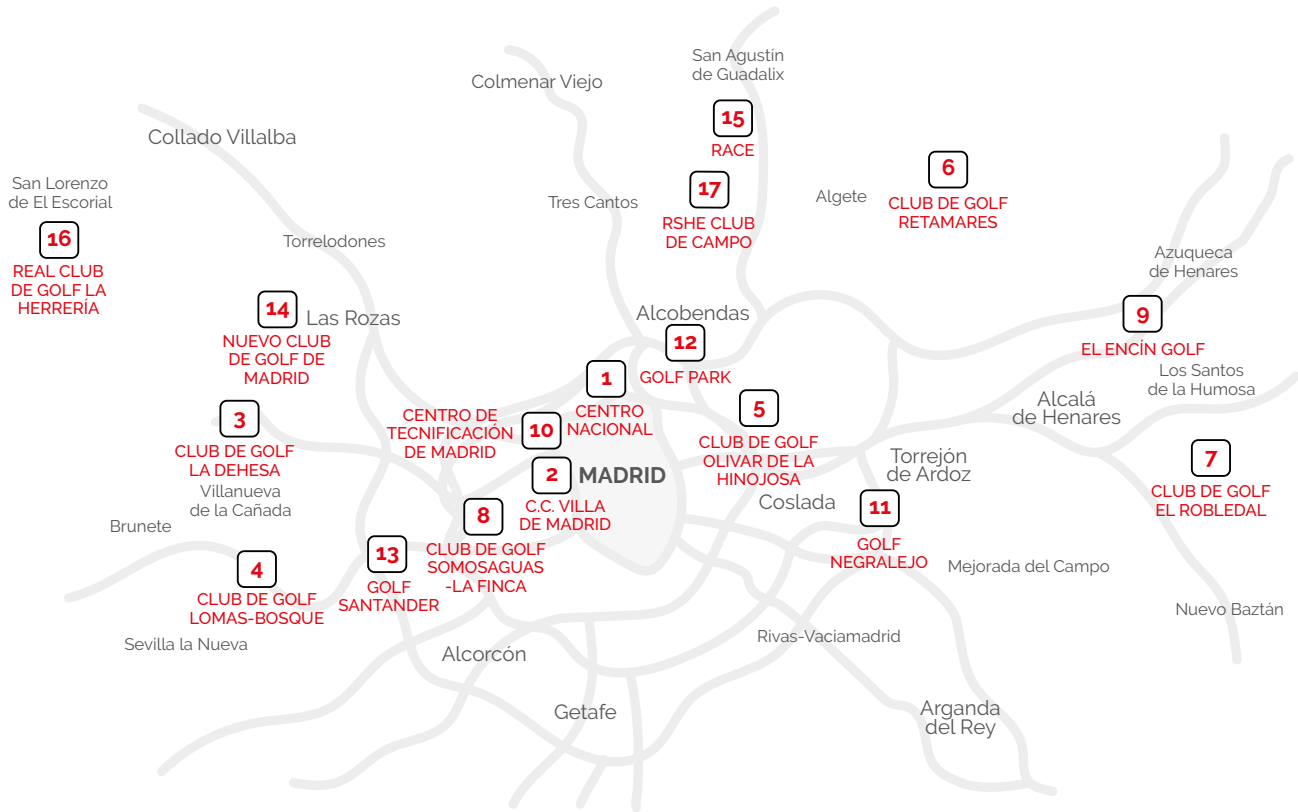 San Agustín
de Guadalix
Colmenar Viejo
15
RACE
Collado Villalba
6
CLUB DE GOLF
RETAMARES
San Lorenzo
de El Escorial
17
RSHE CLUB
DE CAMPO
Algete
Tres Cantos
16
REAL CLUB
DE GOLF LA
HERRERÍA
Torrelodones
Azuqueca
de Henares
14
NUEVO CLUB
DE GOLF DE
MADRID
Las Rozas
Alcobendas
12
GOLF PARK
9
EL ENCÍN GOLF
Los Santos
de la Humosa
1
CENTRO
NACIONAL
3
CLUB DE GOLF
LA DEHESA
CENTRO DE
TECNIFICACIÓN
DE MADRID
10
5
CLUB DE GOLF
OLIVAR DE LA
HINOJOSA
Alcalá
de Henares
2
MADRID
C.C. VILLA
DE MADRID
Torrejón
de Ardoz
7
CLUB DE GOLF
EL ROBLEDAL
Villanueva
de la Cañada
Coslada
Brunete
8
CLUB DE GOLF
SOMOSAGUAS
-LA FINCA
11
GOLF
NEGRALEJO
4
CLUB DE GOLF
LOMAS-BOSQUE
13
GOLF
SANTANDER
Mejorada del Campo
Nuevo Baztán
Sevilla la Nueva
Rivas-Vaciamadrid
Alcorcón
Getafe
Arganda
del Rey